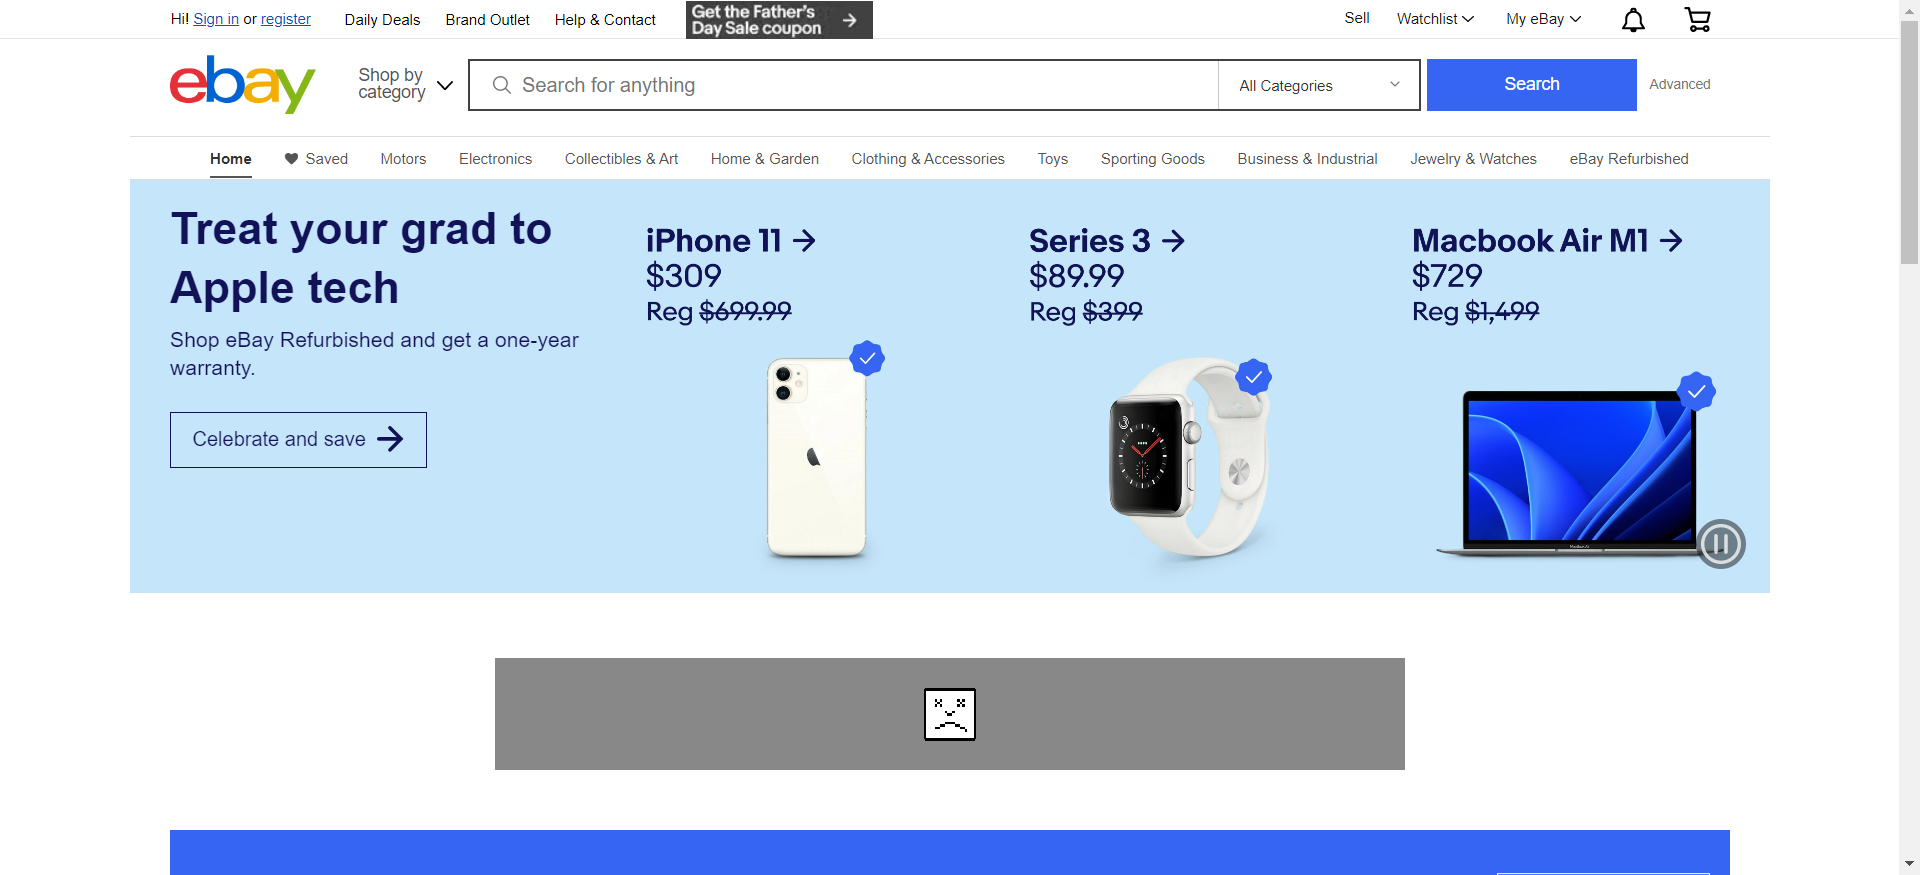 Hi! Sign in or register
Daily Deals
Brand Outlet
Help & Contact
Get the Father's
Day Sale coupon
Sell
Watchlist
My eBay
ebay
Shop by
category
Search for anything
All Categories
Search
Advanced
Home
Saved
Motors
Electronics
Collectibles & Art
Home & Garden
Clothing & Accessories
Toys
Sporting Goods
Business & Industrial
Jewelry & Watches
eBay Refurbished
Treat your grad to
Apple tech
Shop eBay Refurbished and get a one-year
warranty.
Celebrate and save
iPhone 11
$309
Reg $699.99
Series 3
$89.99
Reg $399
Macbook Air M1
$729
Reg $1,499
3
MacBook Air